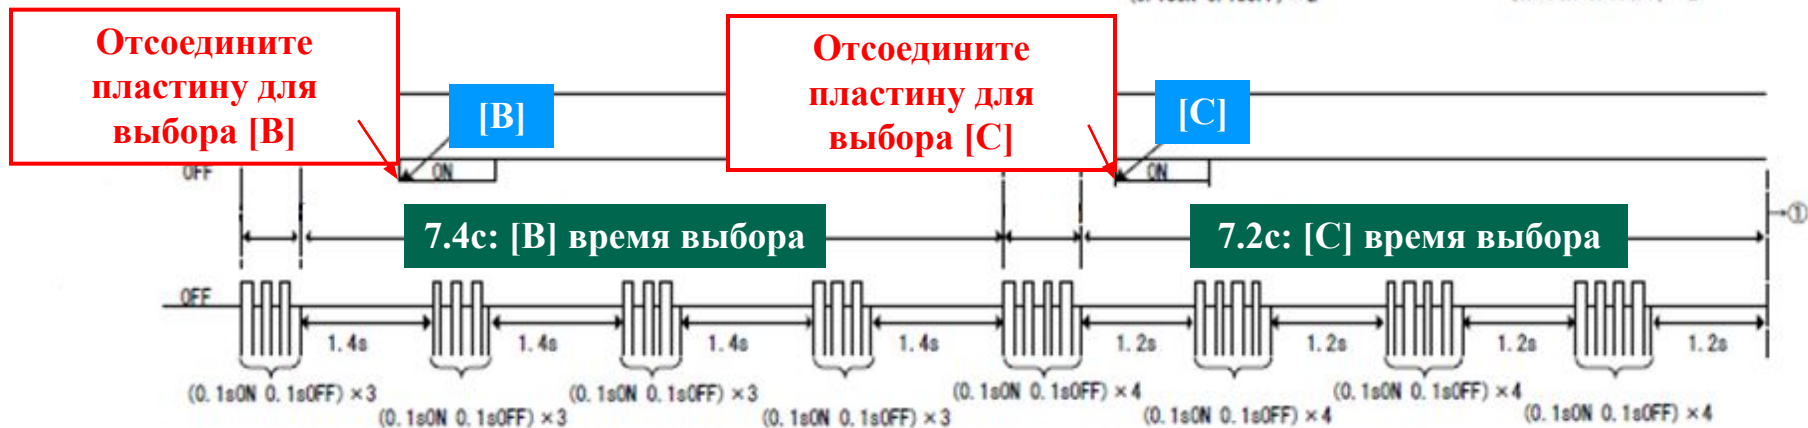 Отсоедините
пластину для
выбора [B]
[B]
Отсоедините
пластину для
выбора [C]
[C]
OFF
ON
ON
7.4с: [B] время выбора
7.2с: [C] время выбора
→①
OFF
1.4s
1.4s
1.4s
1.4s
1.2s
1.2s
1.2s
1.2s
(0.1sON 0.1sOFF) ×3
(0.1sON 0.1sOFF) ×3
(0.1sON 0.1sOFF) ×3
(0.1sON 0.1sOFF) ×3
(0.1sON 0.1sOFF) ×4
(0.1sON 0.1sOFF) ×4
(0.1sON 0.1sOFF) ×4
(0.1sON 0.1sOFF) ×4